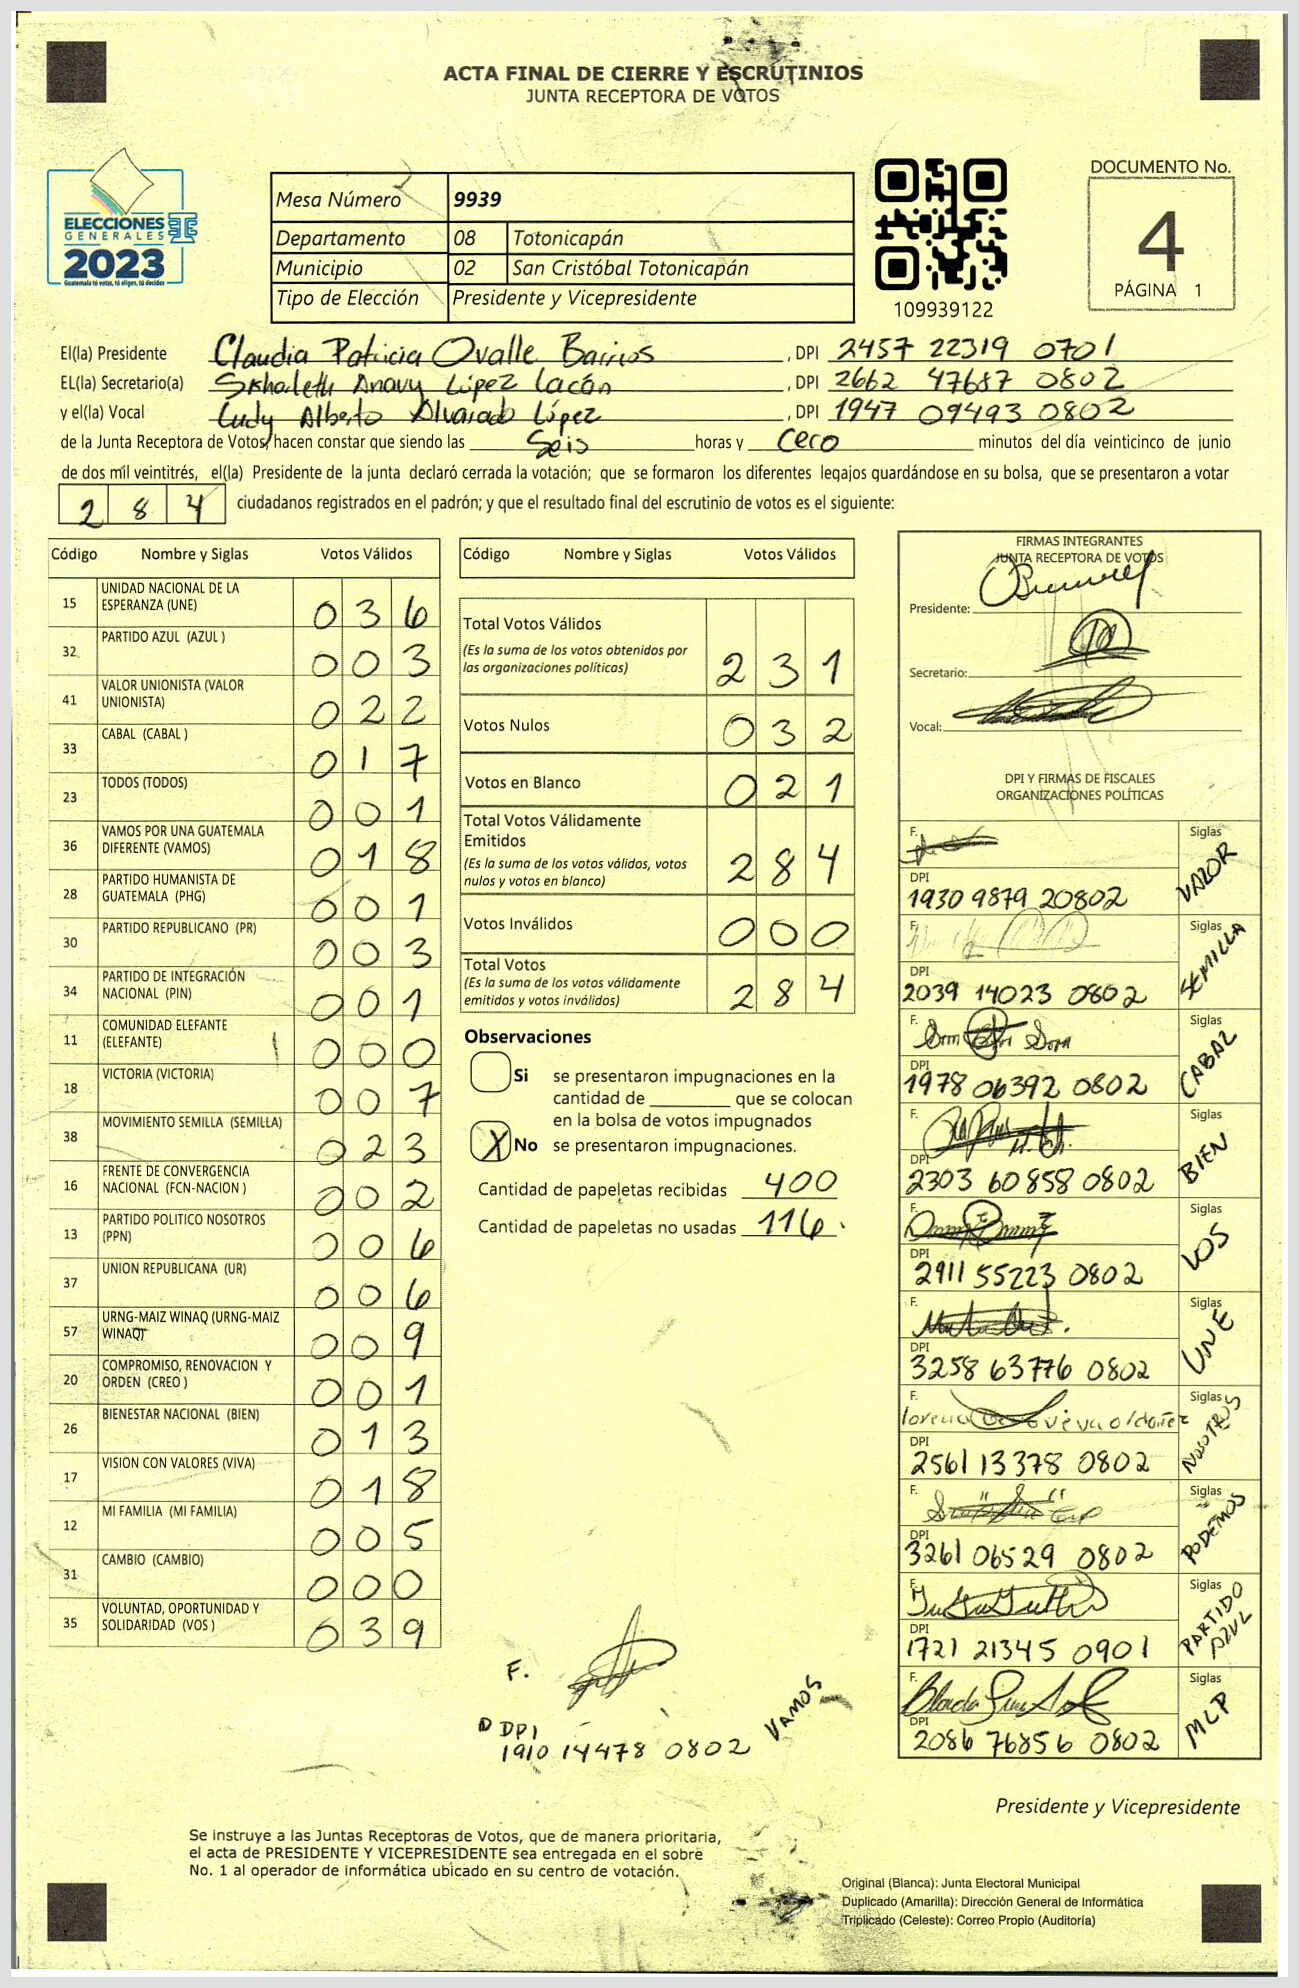 ACTA FINAL DE CIERRE Y ESCRUTINIOS
JUNTA RECEPTORA DE VOTOS
ELECCIONES
GENERALES
2023
Guatemala tú votas, tú eliges, tú decides
Mesa Número 9939
Departamento 08 Totonicapán
Municipio 02 San Cristóbal Totonicapán
Tipo de Elección Presidente y Vicepresidente
109939122
DOCUMENTO No.
4
PÁGINA 1
El(la) Presidente Claudia Patricia Ovalle Barrios , DPI 2457 22319 0701
EL(la) Secretario(a) Anavy López Lacán , DPI 2662 47687 0802
y el(la) Vocal Ludy Alberto Alvarado López , DPI 1947 09493 0802
de la Junta Receptora de Votos, hacen constar que siendo las Seis horas y Cero minutos del día veinticinco de junio
de dos mil veintitrés, el(la) Presidente de la junta declaró cerrada la votación; que se formaron los diferentes legajos quardándose en su bolsa, que se presentaron a votar
2 8 4 ciudadanos registrados en el padrón; y que el resultado final del escrutinio de votos es el siguiente:
Código Nombre y Siglas Votos Válidos
15 UNIDAD NACIONAL DE LA ESPERANZA (UNE) 0 3 6
32 PARTIDO AZUL (AZUL ) 0 0 3
41 VALOR UNIONISTA (VALOR UNIONISTA) 0 2 2
33 CABAL (CABAL ) 0 1 7
23 TODOS (TODOS) 0 0 1
36 VAMOS POR UNA GUATEMALA DIFERENTE (VAMOS) 0 1 8
28 PARTIDO HUMANISTA DE GUATEMALA (PHG) 0 0 1
30 PARTIDO REPUBLICANO (PR) 0 0 3
34 PARTIDO DE INTEGRACIÓN NACIONAL (PIN) 0 0 1
11 COMUNIDAD ELEFANTE (ELEFANTE) 0 0 0
18 VICTORIA (VICTORIA) 0 0 7
38 MOVIMIENTO SEMILLA (SEMILLA) 0 2 3
16 FRENTE DE CONVERGENCIA NACIONAL (FCN-NACION ) 0 0 2
13 PARTIDO POLITICO NOSOTROS (PPN) 0 0 6
37 UNION REPUBLICANA (UR) 0 0 6
57 URNG-MAIZ WINAQ (URNG-MAIZ WINAQ) 0 0 9
20 COMPROMISO, RENOVACION Y ORDEN (CREO ) 0 0 1
26 BIENESTAR NACIONAL (BIEN) 0 1 3
17 VISION CON VALORES (VIVA) 0 1 8
12 MI FAMILIA (MI FAMILIA) 0 0 5
31 CAMBIO (CAMBIO) 0 0 0
35 VOLUNTAD, OPORTUNIDAD Y SOLIDARIDAD (VOS ) 0 3 9
Código Nombre y Siglas Votos Válidos
Total Votos Válidos
(Es la suma de los votos obtenidos por
las organizaciones políticas) 2 3 1
Votos Nulos 0 3 2
Votos en Blanco 0 2 1
Total Votos Válidamente
Emitidos
(Es la suma de los votos válidos, votos
nulos y votos en blanco) 2 8 4
Votos Inválidos 0 0 0
Total Votos
(Es la suma de los votos válidamente
emitidos y votos inválidos) 2 8 4
Observaciones
Si se presentaron impugnaciones en la
cantidad de ________ que se colocan
en la bolsa de votos impugnados
X No se presentaron impugnaciones.
Cantidad de papeletas recibidas 400
Cantidad de papeletas no usadas 116.
F.
DPI
1910 14478 0802 VAMOS
FIRMAS INTEGRANTES
JUNTA RECEPTORA DE VOTOS
Presidente:
Secretario:
Vocal:
DPI Y FIRMAS DE FISCALES
ORGANIZACIONES POLÍTICAS
F. Siglas
DPI VALOR
1930 9879 20802
F. Siglas
DPI SEMILLA
2039 14023 0802
F. Siglas
DPI CABAL
1978 06392 0802
F. Siglas
DPI BIEN
2303 60858 0802
F. Siglas
DPI VOS
2911 55223 0802
F. Siglas
DPI UNE
3258 63776 0802
F. Siglas
DPI NOSOTROS
2561 13378 0802
F. Siglas
DPI PODEMOS
3261 06529 0802
F. Siglas
DPI PARTIDO AZUL
1721 21345 0901
F. Siglas
DPI MLP
2086 76856 0802
Presidente y Vicepresidente
Se instruye a las Juntas Receptoras de Votos, que de manera prioritaria,
el acta de PRESIDENTE Y VICEPRESIDENTE sea entregada en el sobre
No. 1 al operador de informática ubicado en su centro de votación.
Original (Blanca): Junta Electoral Municipal
Duplicado (Amarilla): Dirección General de Informática
Triplicado (Celeste): Correo Propio (Auditoría)